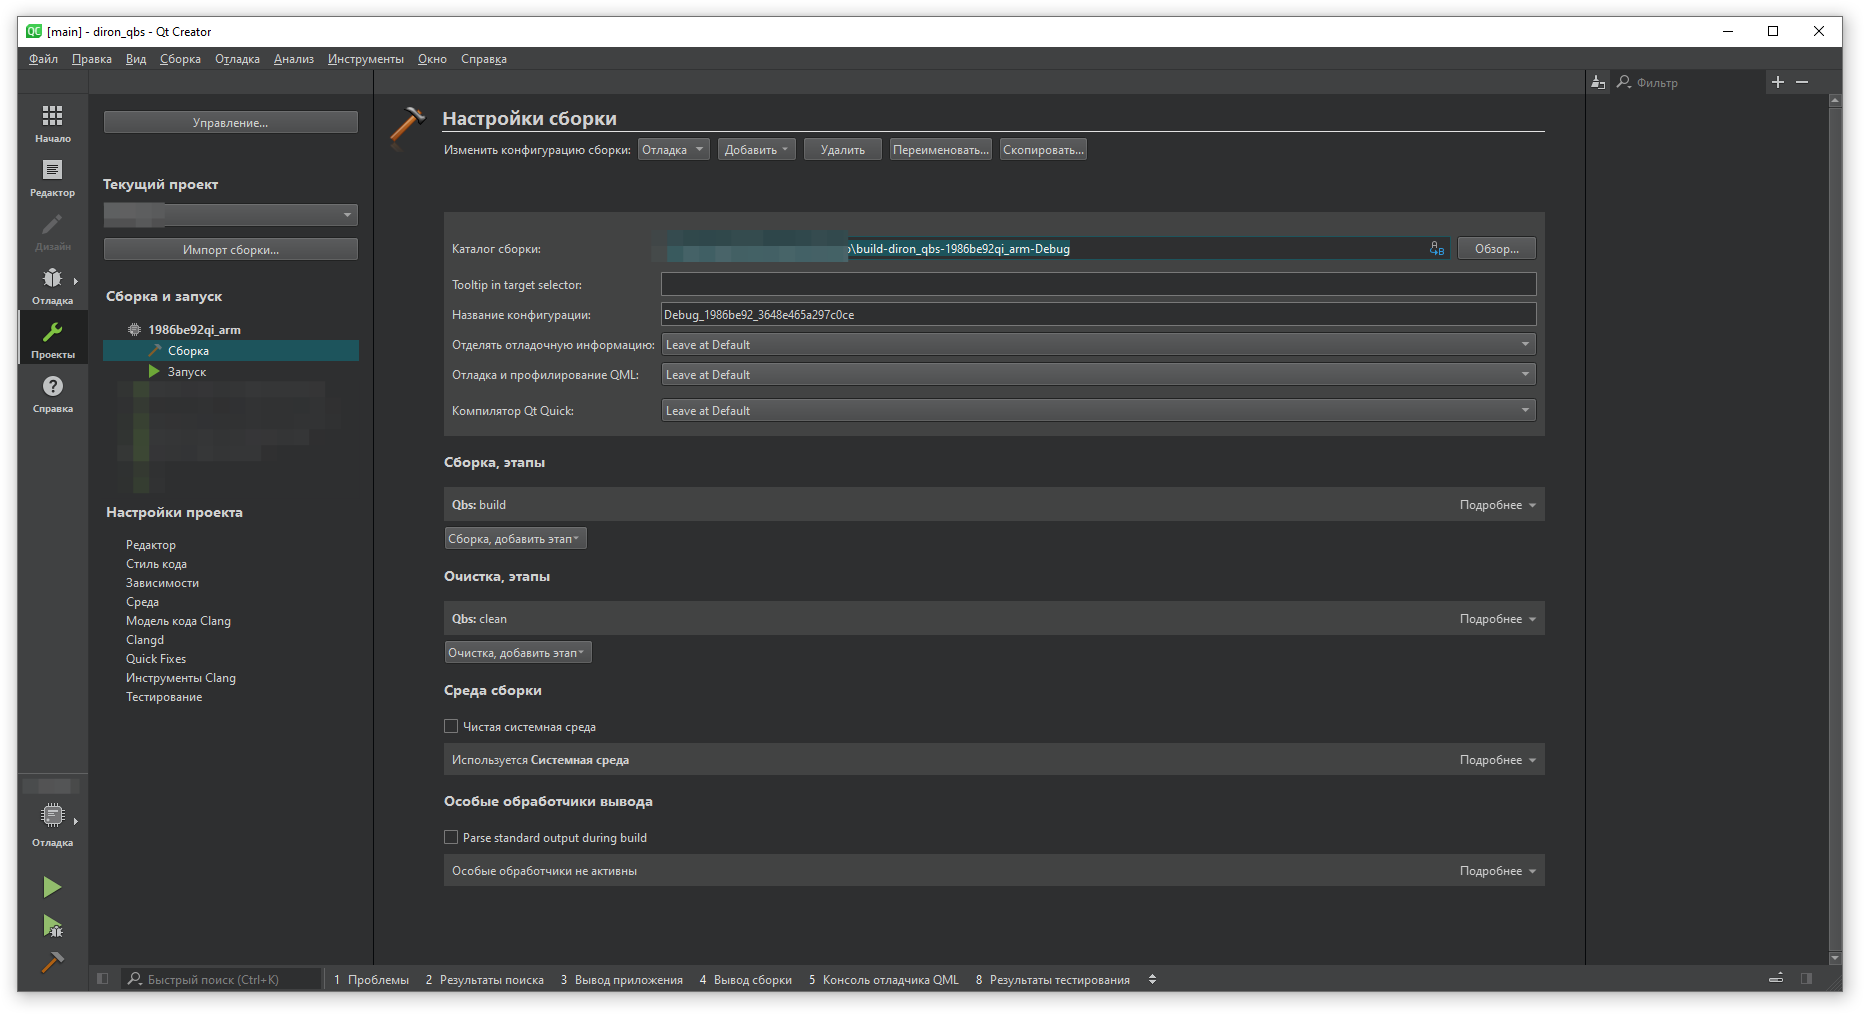 QC [main] - diron_qbs - Qt Creator
Файл Правка Вид Сборка Отладка Анализ Инструменты Окно Справка
Фильтр
Начало
Редактор
Дизайн
Отладка
Проекты
Справка
Управление...
Текущий проект
Импорт сборки...
Сборка и запуск
1986be92qi_arm
Сборка
Запуск
Настройки проекта
Редактор
Стиль кода
Зависимости
Среда
Модель кода Clang
Clangd
Quick Fixes
Инструменты Clang
Тестирование
Настройки сборки
Изменить конфигурацию сборки: Отладка Добавить Удалить Переименовать... Скопировать...
Каталог сборки: \build-diron_qbs-1986be92qi_arm-Debug Обзор...
Tooltip in target selector:
Название конфигурации: Debug_1986be92_3648e465a297c0ce
Отделять отладочную информацию: Leave at Default
Отладка и профилирование QML: Leave at Default
Компилятор Qt Quick: Leave at Default
Сборка, этапы
Qbs: build Подробнее
Сборка, добавить этап
Очистка, этапы
Qbs: clean Подробнее
Очистка, добавить этап
Среда сборки
Чистая системная среда
Используется Системная среда Подробнее
Особые обработчики вывода
Parse standard output during build
Особые обработчики не активны Подробнее
Отладка
Быстрый поиск (Ctrl+K) 1 Проблемы 2 Результаты поиска 3 Вывод приложения 4 Вывод сборки 5 Консоль отладчика QML 8 Результаты тестирования